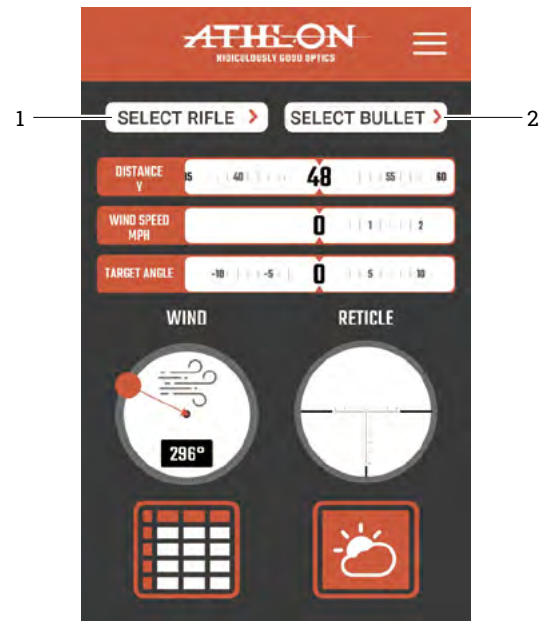 ATHLON
RIDICULOUSLY GOOD OPTICS
1
SELECT RIFLE >
SELECT BULLET >
2
DISTANCE
Y
35 40 48 55 60
WIND SPEED
MPH
0 1 2
TARGET ANGLE
-10 -5 0 5 10
WIND
RETICLE
296°